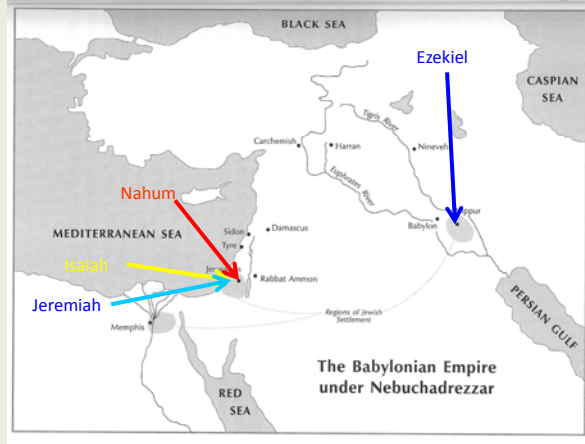 BLACK SEA
Ezekiel
CASPIAN
SEA
Tigris River
Carchemish
Harran
Nineveh
Euphrates River
Nahum
Babylon
MEDITERRANEAN SEA
Sidon
Damascus
Tyre
Isaiah
Rabbat Ammon
Jeremiah
PERSIAN GULF
Regions of Jewish
Settlement
Memphis
The Babylonian Empire
under Nebuchadrezzar
RED
SEA